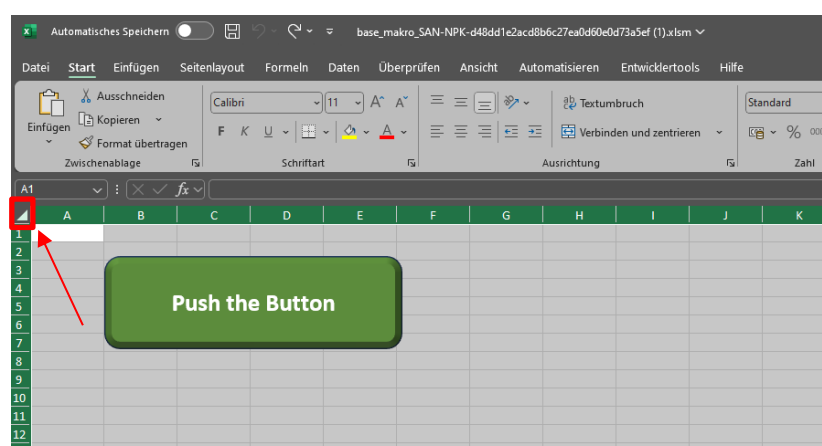 Automatisches Speichern base_makro_SAN-NPK-d48dd1e2acd8b6c27ea0d60e0d73a5ef (1).xlsm
Datei Start Einfügen Seitenlayout Formeln Daten Überprüfen Ansicht Automatisieren Entwicklertools Hilfe
Einfügen
Ausschneiden
Kopieren
Format übertragen
Zwischenablage
Calibri 11 A A
F K U A
Schriftart
ab Textumbruch
Verbinden und zentrieren
Ausrichtung
Standard
% 000
Zahl
A1 fx
A B C D E F G H I J K
1
2
3
4
5
6
7
8
9
10
11
12
Push the Button